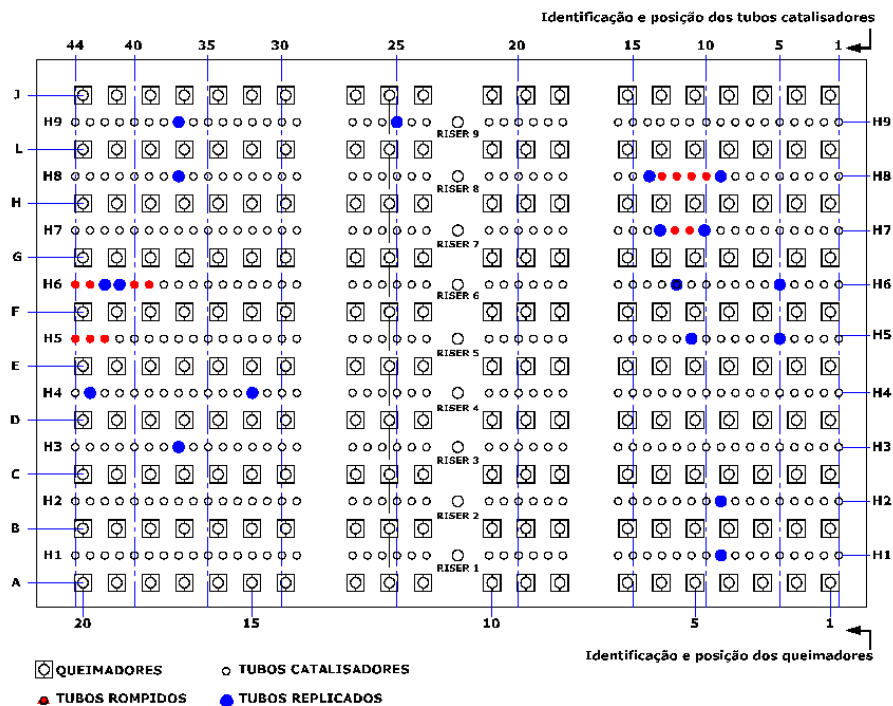 Identificação e posição dos tubos catalisadores
44 40 35 30 25 20 15 10 5 1
J
H9 RISER 9 H9
L
H8 RISER 8 H8
H
H7 RISER 7 H7
G
H6 RISER 6 H6
F
H5 RISER 5 H5
E
H4 RISER 4 H4
D
H3 RISER 3 H3
C
H2 RISER 2 H2
B
H1 RISER 1 H1
A
20 15 10 5 1
Identificação e posição dos queimadores
QUEIMADORES TUBOS CATALISADORES
TUBOS ROMPIDOS TUBOS REPLICADOS